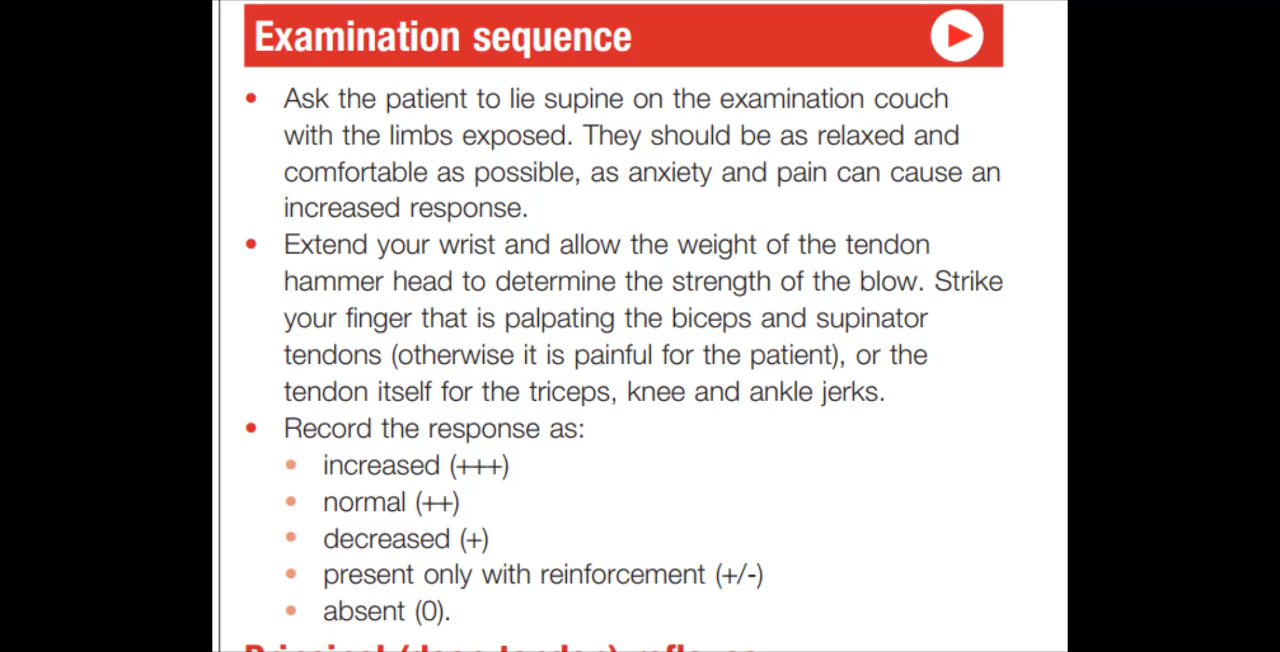 Examination sequence
• Ask the patient to lie supine on the examination couch
with the limbs exposed. They should be as relaxed and
comfortable as possible, as anxiety and pain can cause an
increased response.
• Extend your wrist and allow the weight of the tendon
hammer head to determine the strength of the blow. Strike
your finger that is palpating the biceps and supinator
tendons (otherwise it is painful for the patient), or the
tendon itself for the triceps, knee and ankle jerks.
• Record the response as:
• increased (+++)
• normal (++)
• decreased (+)
• present only with reinforcement (+/-)
• absent (0).
Principal (deep tendon) reflexes